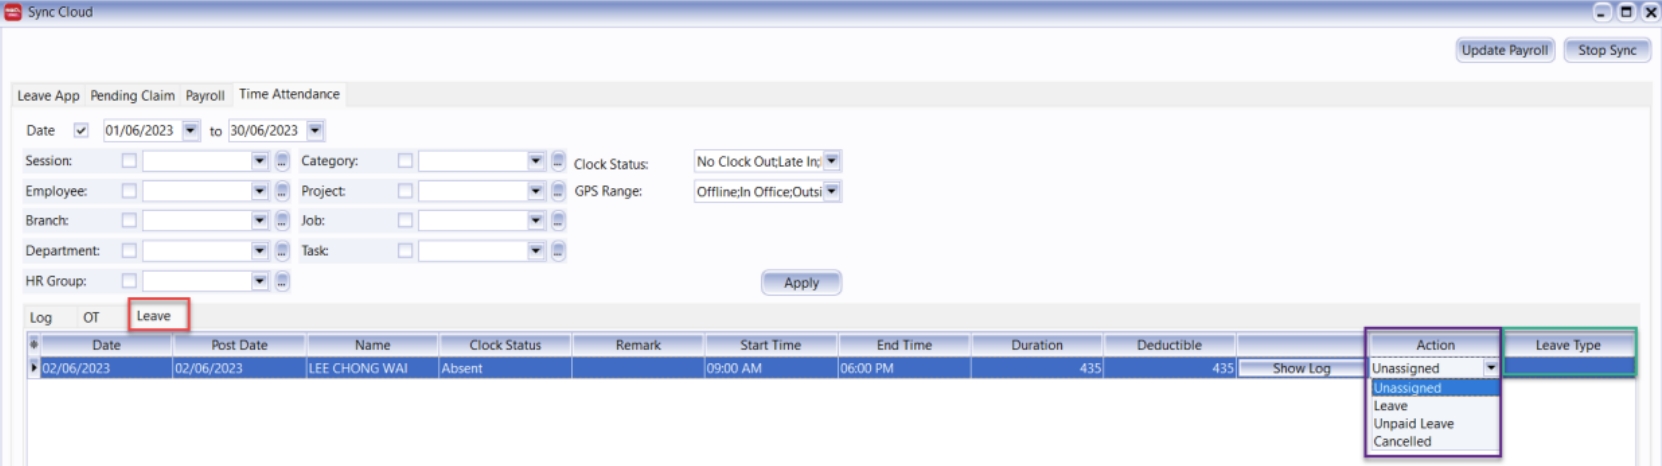 Sync Cloud
Update Payroll Stop Sync
Leave App Pending Claim Payroll Time Attendance
Date 01/06/2023 to 30/06/2023
Session: Category: Clock Status: No Clock Out;Late In;
Employee: Project: GPS Range: Offline;In Office;Outsi
Branch: Job:
Department: Task:
HR Group: Apply
Log OT Leave
Date Post Date Name Clock Status Remark Start Time End Time Duration Deductible Action Leave Type
02/06/2023 02/06/2023 LEE CHONG WAI Absent 09:00 AM 06:00 PM 435 435 Show Log Unassigned
Unassigned
Leave
Unpaid Leave
Cancelled